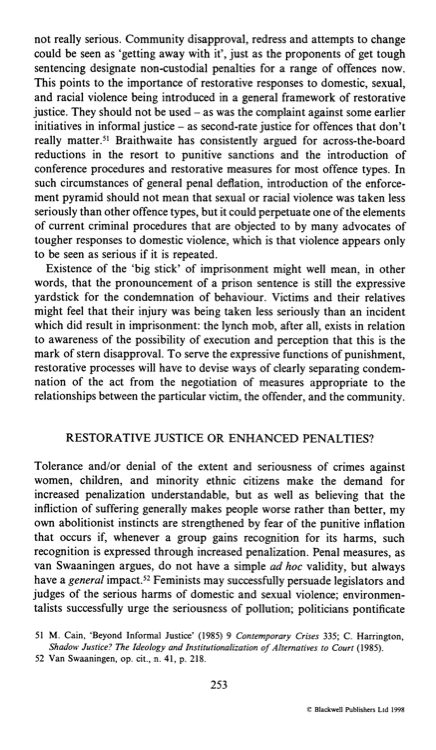 not really serious. Community disapproval, redress and attempts to change
could be seen as ‘getting away with it’, just as the proponents of get tough
sentencing designate non-custodial penalties for a range of offences now.
This points to the importance of restorative responses to domestic, sexual,
and racial violence being introduced in a general framework of restorative
justice. They should not be used – as was the complaint against some earlier
initiatives in informal justice – as second-rate justice for offences that don’t
really matter.51 Braithwaite has consistently argued for across-the-board
reductions in the resort to punitive sanctions and the introduction of
conference procedures and restorative measures for most offence types. In
such circumstances of general penal deflation, introduction of the enforce-
ment pyramid should not mean that sexual or racial violence was taken less
seriously than other offence types, but it could perpetuate one of the elements
of current criminal procedures that are objected to by many advocates of
tougher responses to domestic violence, which is that violence appears only
to be seen as serious if it is repeated.
Existence of the ‘big stick’ of imprisonment might well mean, in other
words, that the pronouncement of a prison sentence is still the expressive
yardstick for the condemnation of behaviour. Victims and their relatives
might feel that their injury was being taken less seriously than an incident
which did result in imprisonment: the lynch mob, after all, exists in relation
to awareness of the possibility of execution and perception that this is the
mark of stern disapproval. To serve the expressive functions of punishment,
restorative processes will have to devise ways of clearly separating condem-
nation of the act from the negotiation of measures appropriate to the
relationships between the particular victim, the offender, and the community.
RESTORATIVE JUSTICE OR ENHANCED PENALTIES?
Tolerance and/or denial of the extent and seriousness of crimes against
women, children, and minority ethnic citizens make the demand for
increased penalization understandable, but as well as believing that the
infliction of suffering generally makes people worse rather than better, my
own abolitionist instincts are strengthened by fear of the punitive inflation
that occurs if, whenever a group gains recognition for its harms, such
recognition is expressed through increased penalization. Penal measures, as
van Swaaningen argues, do not have a simple ad hoc validity, but always
have a general impact.52 Feminists may successfully persuade legislators and
judges of the serious harms of domestic and sexual violence; environmen-
talists successfully urge the seriousness of pollution; politicians pontificate
51 M. Cain, ‘Beyond Informal Justice’ (1985) 9 Contemporary Crises 335; C. Harrington,
Shadow Justice? The Ideology and Institutionalization of Alternatives to Court (1985).
52 Van Swaaningen, op. cit., n. 41, p. 218.
253
© Blackwell Publishers Ltd 1998